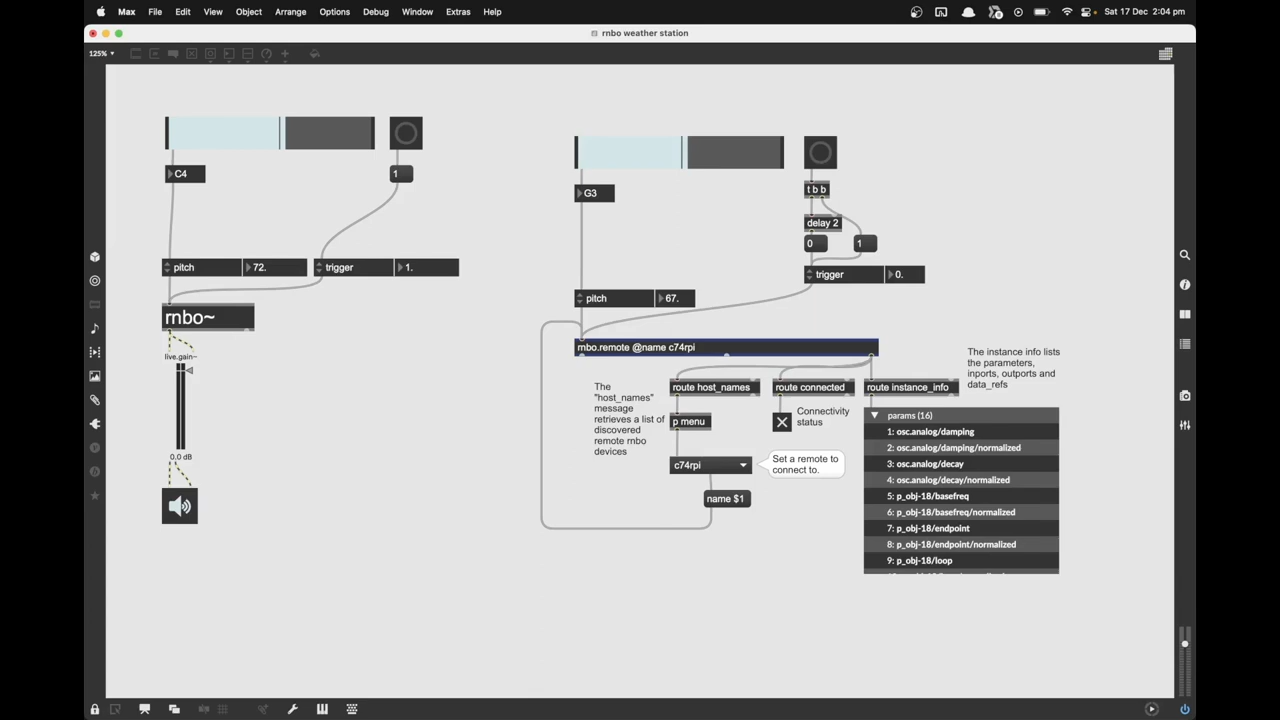 Max File Edit View Object Arrange Options Debug Window Extras Help
Sat 17 Dec 2:04 pm
rnbo weather station
125%
C4
1
pitch 72. trigger 1.
rnbo~
live.gain~
0.0 dB
G3
t b b
delay 2
0 1
trigger 0.
pitch 67.
rnbo.remote @name c74rpi
The
"host_names"
message
retrieves a list of
discovered
remote rnbo
devices
route host_names
p menu
c74rpi
name $1
route connected
Connectivity
status
Set a remote to
connect to.
The instance info lists
the parameters,
inports, outports and
data_refs
route instance_info
params (16)
1: osc.analog/damping
2: osc.analog/damping/normalized
3: osc.analog/decay
4: osc.analog/decay/normalized
5: p_obj-18/basefreq
6: p_obj-18/basefreq/normalized
7: p_obj-18/endpoint
8: p_obj-18/endpoint/normalized
9: p_obj-18/loop